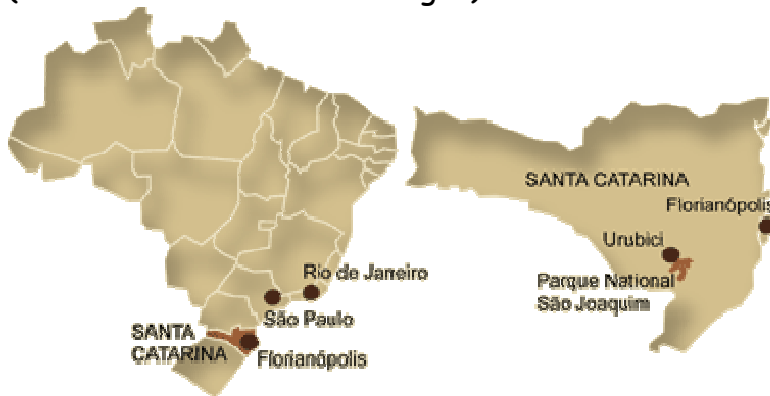 Rio de Janeiro
São Paulo
SANTA
CATARINA
Florianópolis
SANTA CATARINA
Florianópolis
Urubici
Parque National
São Joaquim